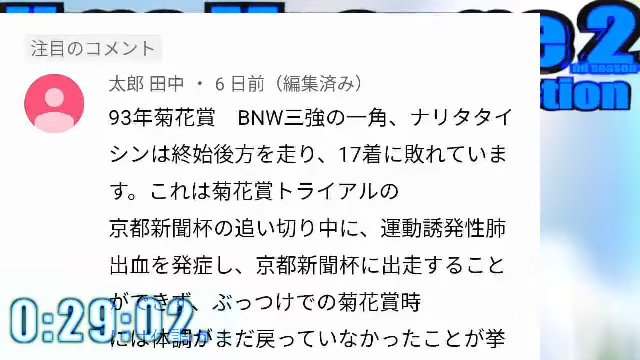 注目のコメント
太郎 田中 ・ 6 日前（編集済み）
93年菊花賞　BNW三強の一角、ナリタタイ
シンは終始後方を走り、17着に敗れていま
す。これは菊花賞トライアルの
京都新聞杯の追い切り中に、運動誘発性肺
出血を発症し、京都新聞杯に出走すること
ができず、ぶっつけでの菊花賞時
には体調がまだ戻っていなかったことが挙
0:29:02.
2
tion